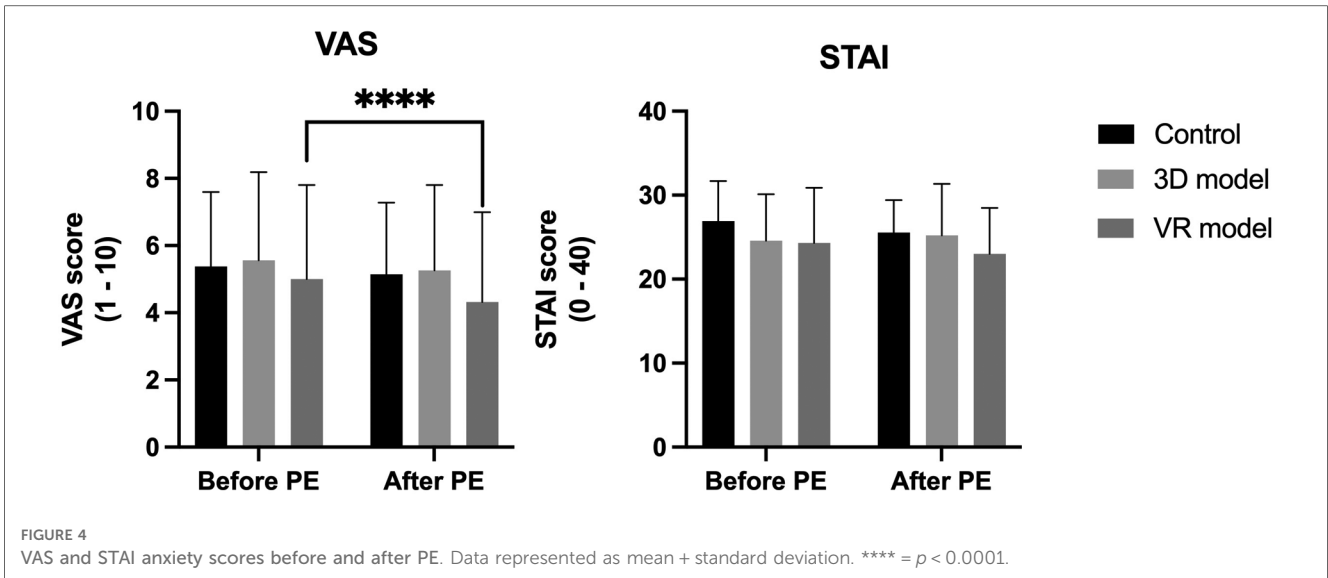 VAS
****
10
8
6
4
2
0
VAS score
(1 - 10)
Before PE
After PE
STAI
40
30
20
10
0
STAI score
(0 - 40)
Before PE
After PE
Control
3D model
VR model
FIGURE 4
VAS and STAI anxiety scores before and after PE. Data represented as mean + standard deviation. **** = p < 0.0001.